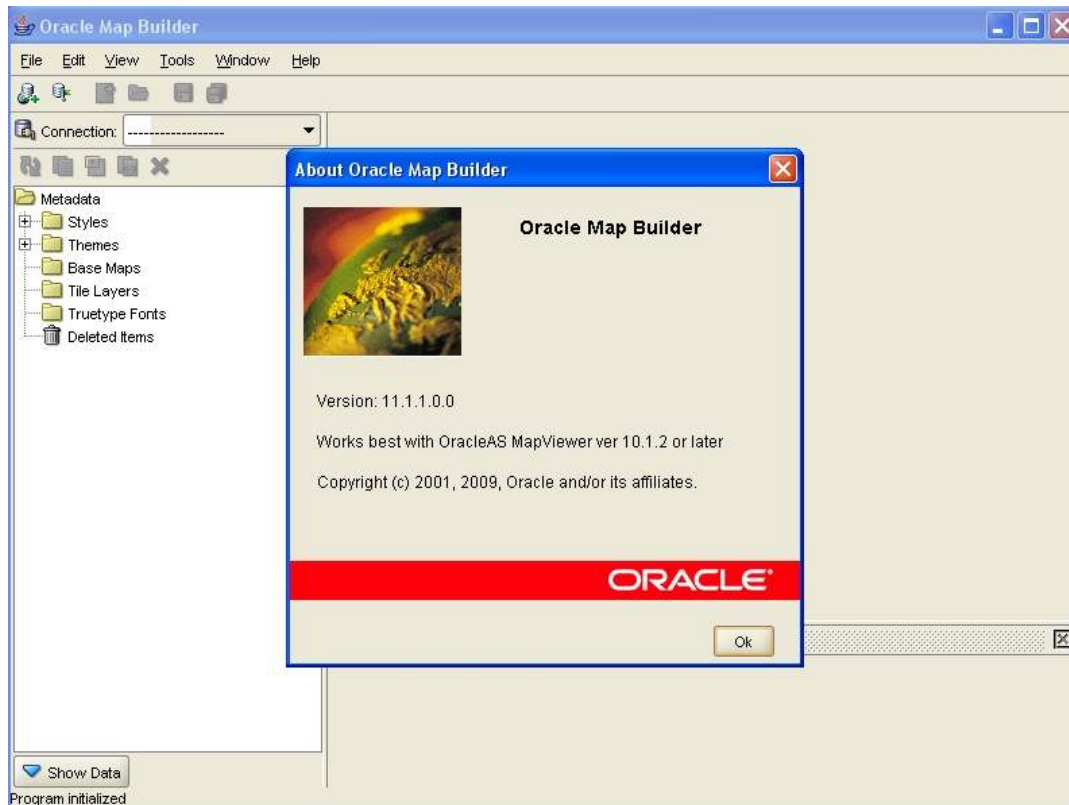 Oracle Map Builder
File Edit View Tools Window Help
Connection: ------------------
Metadata
Styles
Themes
Base Maps
Tile Layers
Truetype Fonts
Deleted Items
About Oracle Map Builder
Oracle Map Builder
Version: 11.1.1.0.0
Works best with OracleAS MapViewer ver 10.1.2 or later
Copyright (c) 2001, 2009, Oracle and/or its affiliates.
ORACLE
Ok
Show Data
Program initialized